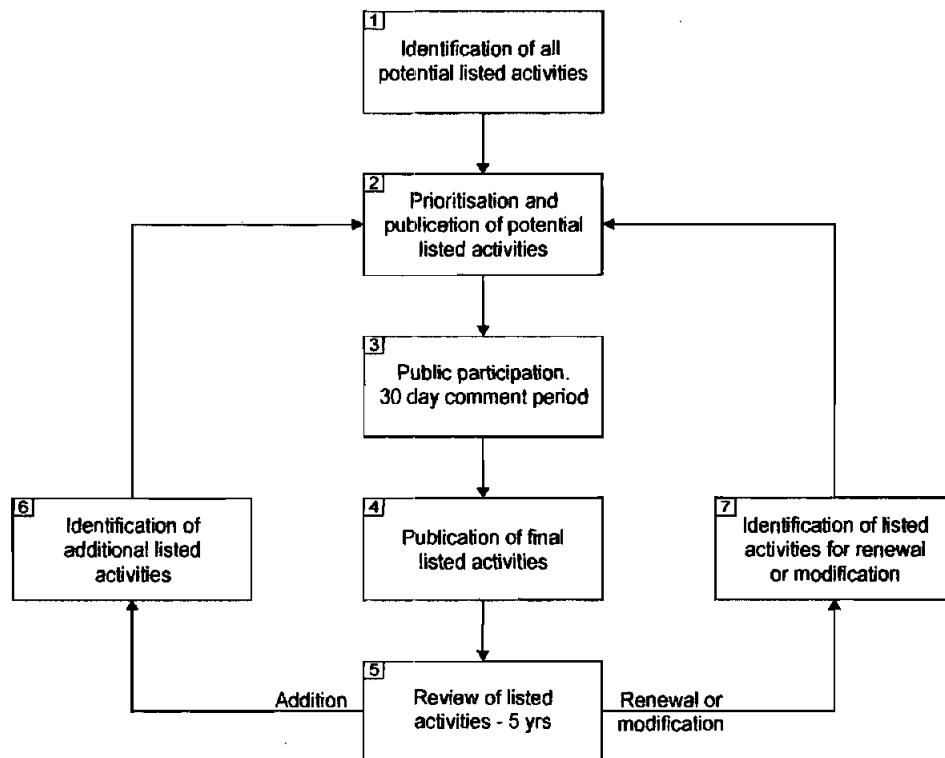 1
Identification of all
potential listed activities
2
Prioritisation and
publication of potential
listed activities
3
Public participation.
30 day comment period
6
Identification of
additional listed
activities
4
Publication of final
listed activities
7
Identification of listed
activities for renewal
or modification
Addition
5
Review of listed
activities - 5 yrs
Renewal or
modification